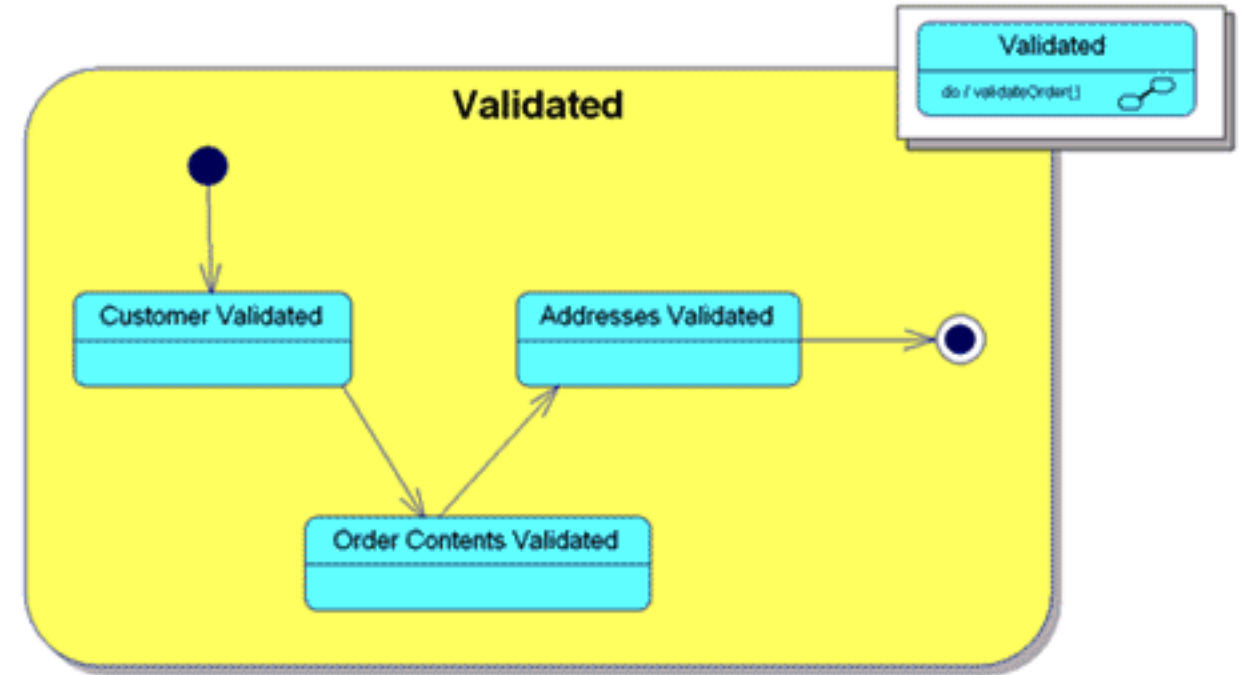 Validated
do / validateOrder()
Validated
Customer Validated
Addresses Validated
Order Contents Validated